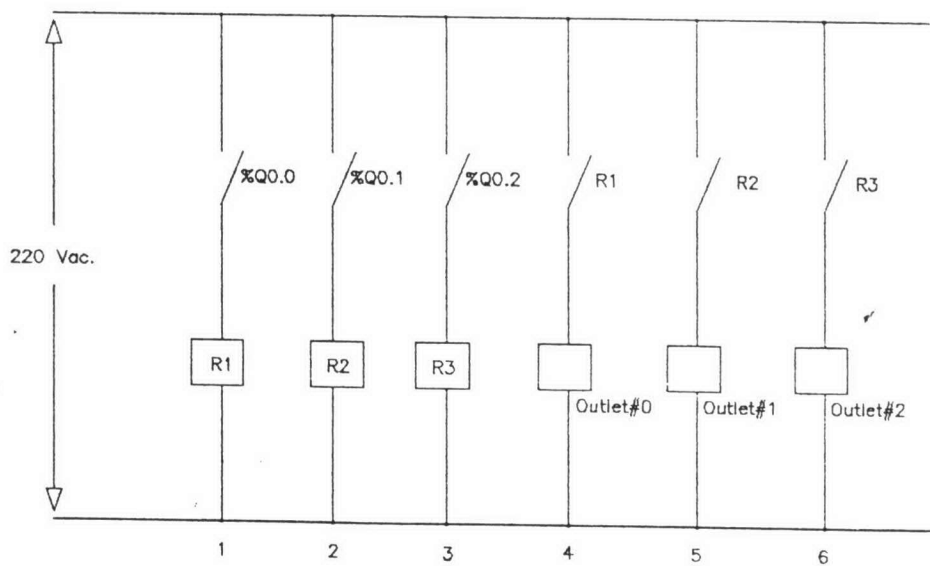 %Q0.0
%Q0.1
%Q0.2
R1
R2
R3
220 Vac.
R1
R2
R3
Outlet#0
Outlet#1
Outlet#2
1
2
3
4
5
6